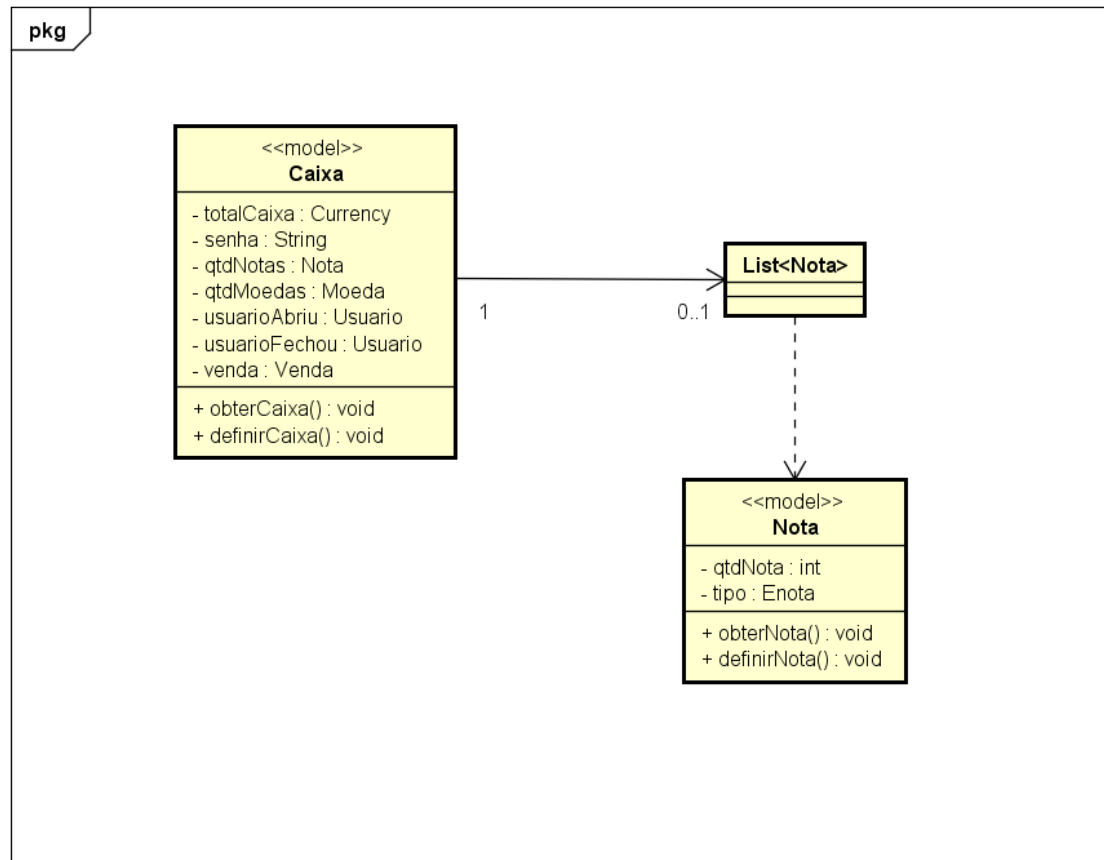 pkg
<<model>>
Caixa
- totalCaixa : Currency
- senha : String
- qtdNotas : Nota
- qtdMoedas : Moeda
- usuarioAbriu : Usuario
- usuarioFechou : Usuario
- venda : Venda
+ obterCaixa() : void
+ definirCaixa() : void
1
0..1
List<Nota>
<<model>>
Nota
- qtdNota : int
- tipo : Enota
+ obterNota() : void
+ definirNota() : void